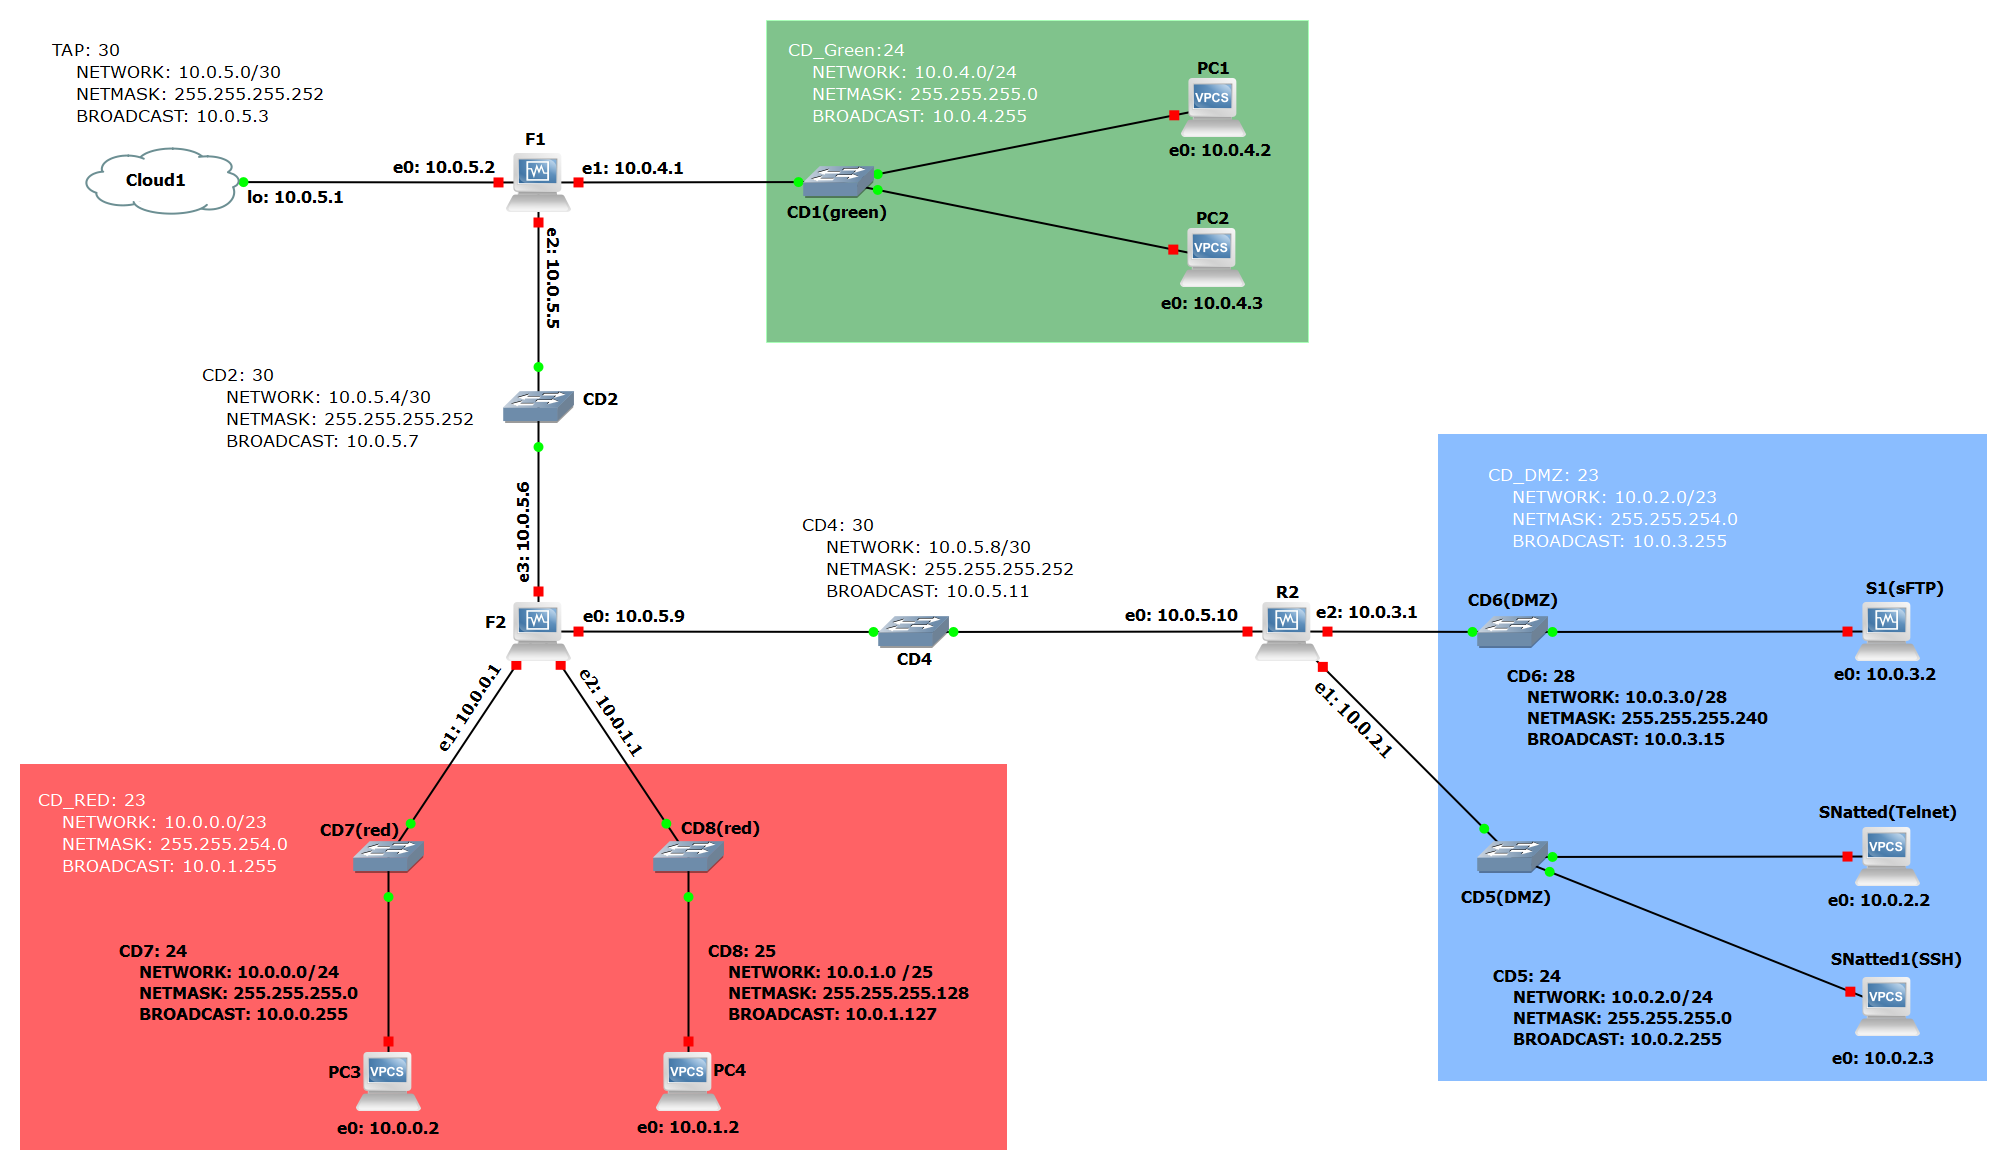 TAP: 30
NETWORK: 10.0.5.0/30
NETMASK: 255.255.255.252
BROADCAST: 10.0.5.3
Cloud1
lo: 10.0.5.1
e0: 10.0.5.2
F1
e1: 10.0.4.1
e2: 10.0.5.5
CD_Green:24
NETWORK: 10.0.4.0/24
NETMASK: 255.255.255.0
BROADCAST: 10.0.4.255
CD1(green)
PC1
VPCS
e0: 10.0.4.2
PC2
VPCS
e0: 10.0.4.3
CD2: 30
NETWORK: 10.0.5.4/30
NETMASK: 255.255.255.252
BROADCAST: 10.0.5.7
CD2
e3: 10.0.5.6
F2
e0: 10.0.5.9
e1: 10.0.0.1
e2: 10.0.1.1
CD4: 30
NETWORK: 10.0.5.8/30
NETMASK: 255.255.255.252
BROADCAST: 10.0.5.11
CD4
e0: 10.0.5.10
R2
e2: 10.0.3.1
e1: 10.0.2.1
CD_DMZ: 23
NETWORK: 10.0.2.0/23
NETMASK: 255.255.254.0
BROADCAST: 10.0.3.255
CD6(DMZ)
S1(sFTP)
e0: 10.0.3.2
CD6: 28
NETWORK: 10.0.3.0/28
NETMASK: 255.255.255.240
BROADCAST: 10.0.3.15
SNatted(Telnet)
VPCS
e0: 10.0.2.2
CD5(DMZ)
SNatted1(SSH)
VPCS
e0: 10.0.2.3
CD5: 24
NETWORK: 10.0.2.0/24
NETMASK: 255.255.255.0
BROADCAST: 10.0.2.255
CD_RED: 23
NETWORK: 10.0.0.0/23
NETMASK: 255.255.254.0
BROADCAST: 10.0.1.255
CD7(red)
CD8(red)
CD7: 24
NETWORK: 10.0.0.0/24
NETMASK: 255.255.255.0
BROADCAST: 10.0.0.255
CD8: 25
NETWORK: 10.0.1.0 /25
NETMASK: 255.255.255.128
BROADCAST: 10.0.1.127
PC3
VPCS
e0: 10.0.0.2
VPCS
PC4
e0: 10.0.1.2